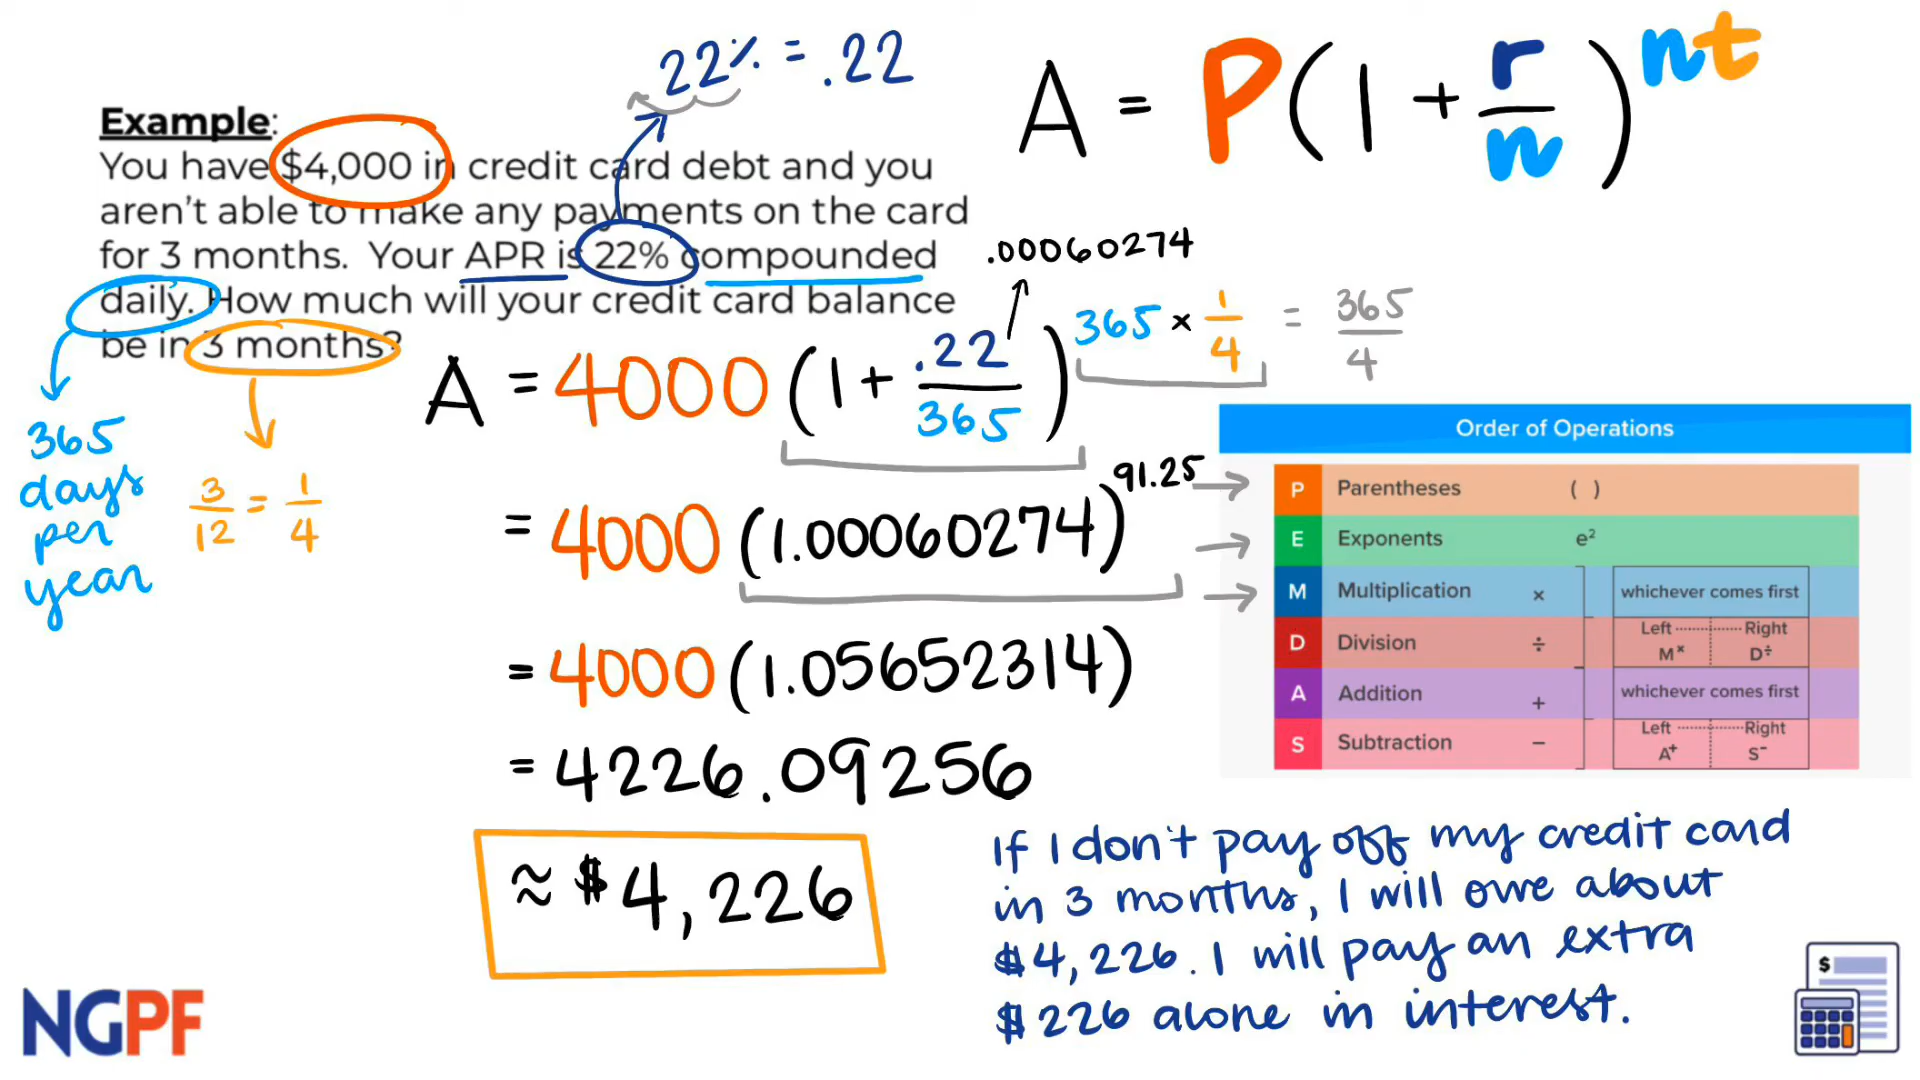 22% = .22
A = P(1 + r/n)^nt
Example:
You have $4,000 in credit card debt and you
aren't able to make any payments on the card
for 3 months. Your APR is 22% compounded
daily. How much will your credit card balance
be in 3 months?
.00060274
A = 4000 (1 + .22/365)^365 × 1/4 = 365/4
365
days
per
year
3/12 = 1/4
= 4000 (1.00060274)^91.25
= 4000 (1.05652314)
= 4226.09256
≈ $4,226
Order of Operations
P Parentheses ( )
E Exponents e²
M Multiplication × whichever comes first
D Division ÷ Left Right
M× D÷
A Addition + whichever comes first
S Subtraction − Left Right
A+ S-
If I don't pay off my credit card
in 3 months, I will owe about
$4,226. I will pay an extra
$226 alone in interest.
NGPF
$